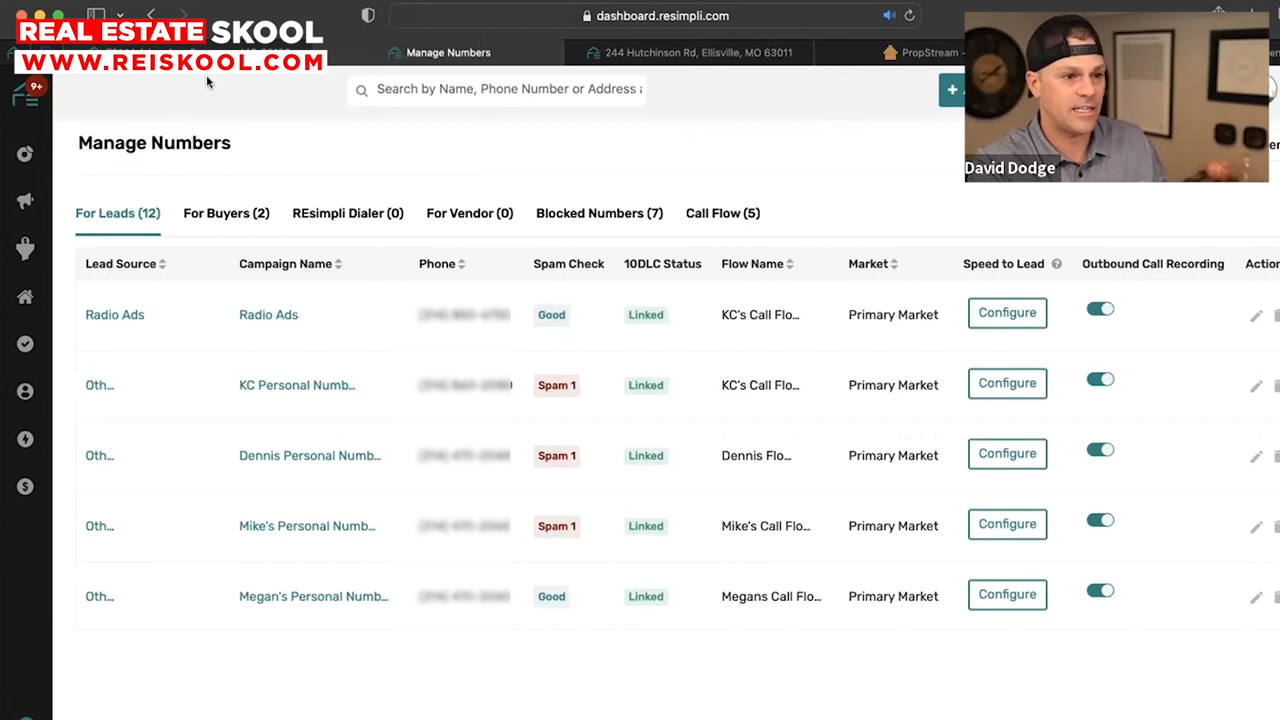 REAL ESTATE SKOOL
WWW.REISKOOL.COM
dashboard.resimpli.com
Manage Numbers
244 Hutchinson Rd, Ellisville, MO 63011
PropStream -
9+
Search by Name, Phone Number or Address
+
David Dodge
Manage Numbers
For Leads (12) For Buyers (2) REsimpli Dialer (0) For Vendor (0) Blocked Numbers (7) Call Flow (5)
Lead Source Campaign Name Phone Spam Check 10DLC Status Flow Name Market Speed to Lead ? Outbound Call Recording Action
Radio Ads Radio Ads Good Linked KC's Call Flo... Primary Market Configure
Oth... KC Personal Numb... Spam 1 Linked KC's Call Flo... Primary Market Configure
Oth... Dennis Personal Numb... Spam 1 Linked Dennis Flo... Primary Market Configure
Oth... Mike's Personal Numb... Spam 1 Linked Mike's Call Flo... Primary Market Configure
Oth... Megan's Personal Numb... Good Linked Megans Call Flo... Primary Market Configure